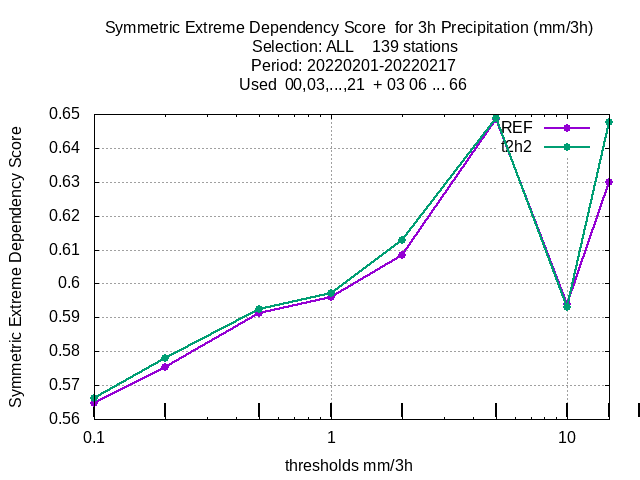 Symmetric Extreme Dependency Score  for 3h Precipitation (mm/3h)
Selection: ALL    139 stations
Period: 20220201-20220217
Used  00,03,...,21  + 03 06 ... 66
Symmetric Extreme Dependency Score
0.65
0.64
0.63
0.62
0.61
0.6
0.59
0.58
0.57
0.56
REF
t2h2
0.1
1
10
thresholds mm/3h